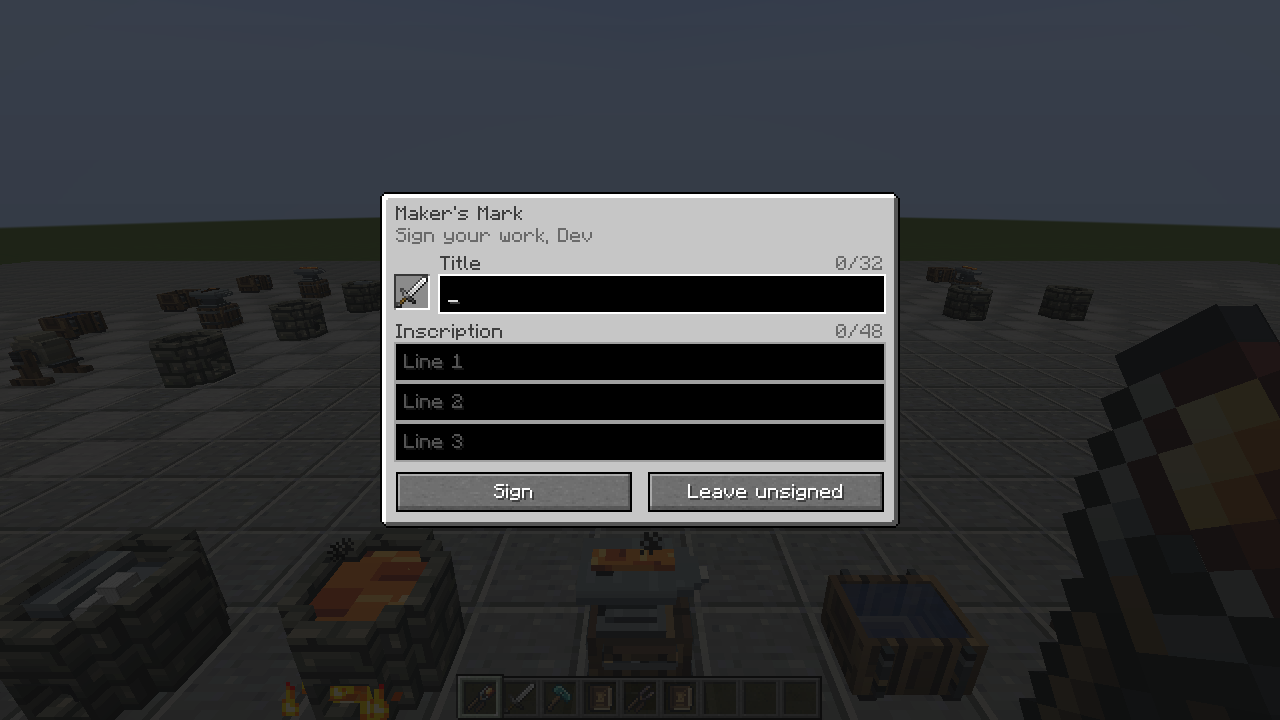 Maker's Mark
Sign your work, Dev
Title 0/32
_
Inscription 0/48
Line 1
Line 2
Line 3
Sign Leave unsigned